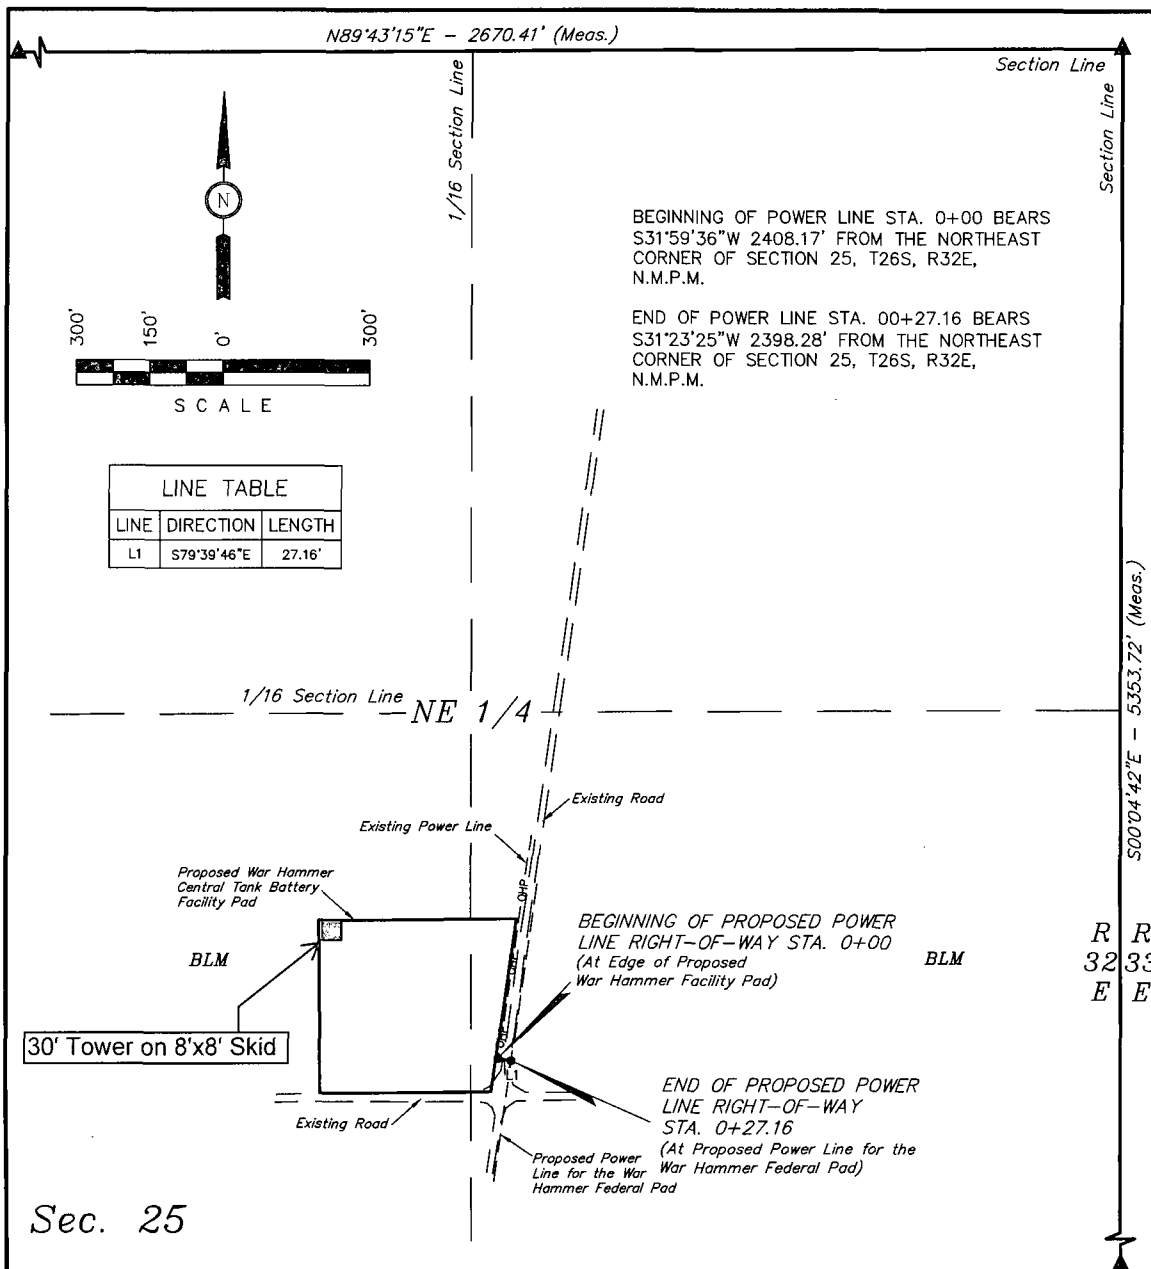 N89°43'15"E - 2670.41' (Meas.)
Section Line
Section Line
1/16 Section Line
N
BEGINNING OF POWER LINE STA. 0+00 BEARS
S31°59'36"W 2408.17' FROM THE NORTHEAST
CORNER OF SECTION 25, T26S, R32E,
N.M.P.M.
END OF POWER LINE STA. 00+27.16 BEARS
S31°23'25"W 2398.28' FROM THE NORTHEAST
CORNER OF SECTION 25, T26S, R32E,
N.M.P.M.
300' 150' 0' 300'
SCALE
LINE TABLE
LINE DIRECTION LENGTH
L1 S79°39'46"E 27.16'
S00°04'42"E - 5353.72' (Meas.)
1/16 Section Line
NE 1/4
Existing Road
Existing Power Line
Proposed War Hammer
Central Tank Battery
Facility Pad
OHP
OHP
OHP
BLM
BEGINNING OF PROPOSED POWER
LINE RIGHT-OF-WAY STA. 0+00
(At Edge of Proposed
War Hammer Facility Pad)
BLM
R R
32 33
E E
30' Tower on 8'x8' Skid
L1
END OF PROPOSED POWER
LINE RIGHT-OF-WAY
STA. 0+27.16
(At Proposed Power Line for the
War Hammer Federal Pad)
Existing Road
Proposed Power
Line for the War
Hammer Federal Pad
Sec. 25